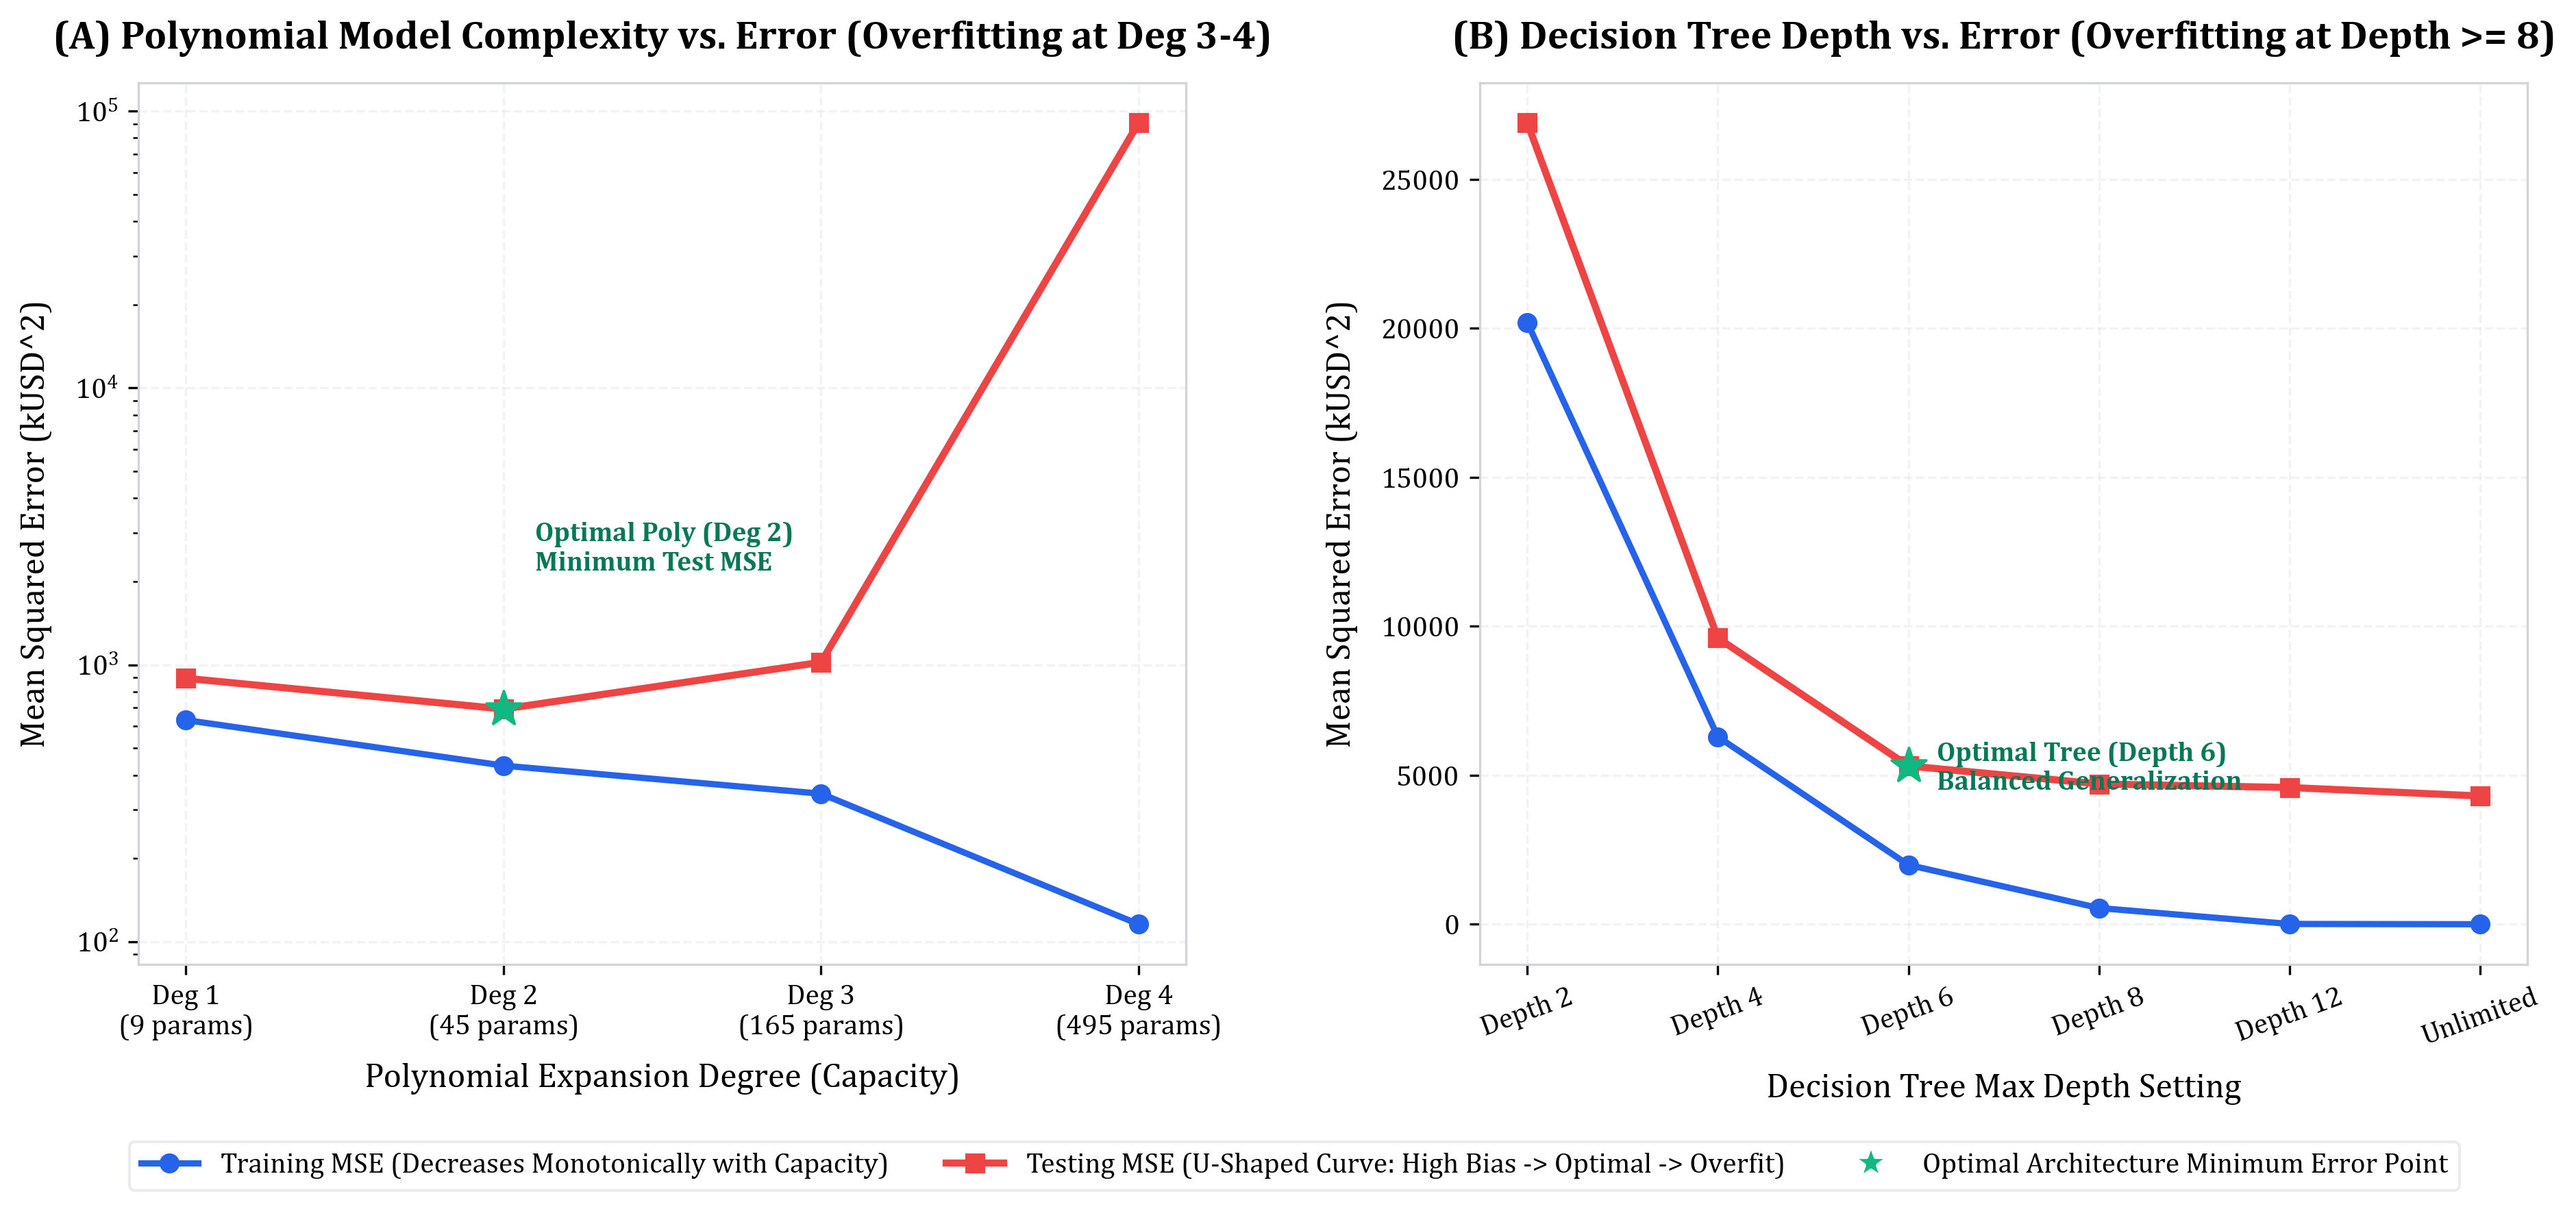 (A) Polynomial Model Complexity vs. Error (Overfitting at Deg 3-4)
Mean Squared Error (kUSD^2)
10^5
10^4
10^3
10^2
Optimal Poly (Deg 2)
Minimum Test MSE
Deg 1
(9 params)
Deg 2
(45 params)
Deg 3
(165 params)
Deg 4
(495 params)
Polynomial Expansion Degree (Capacity)
(B) Decision Tree Depth vs. Error (Overfitting at Depth >= 8)
Mean Squared Error (kUSD^2)
25000
20000
15000
10000
5000
0
Optimal Tree (Depth 6)
Balanced Generalization
Depth 2
Depth 4
Depth 6
Depth 8
Depth 12
Unlimited
Decision Tree Max Depth Setting
Training MSE (Decreases Monotonically with Capacity)
Testing MSE (U-Shaped Curve: High Bias -> Optimal -> Overfit)
Optimal Architecture Minimum Error Point